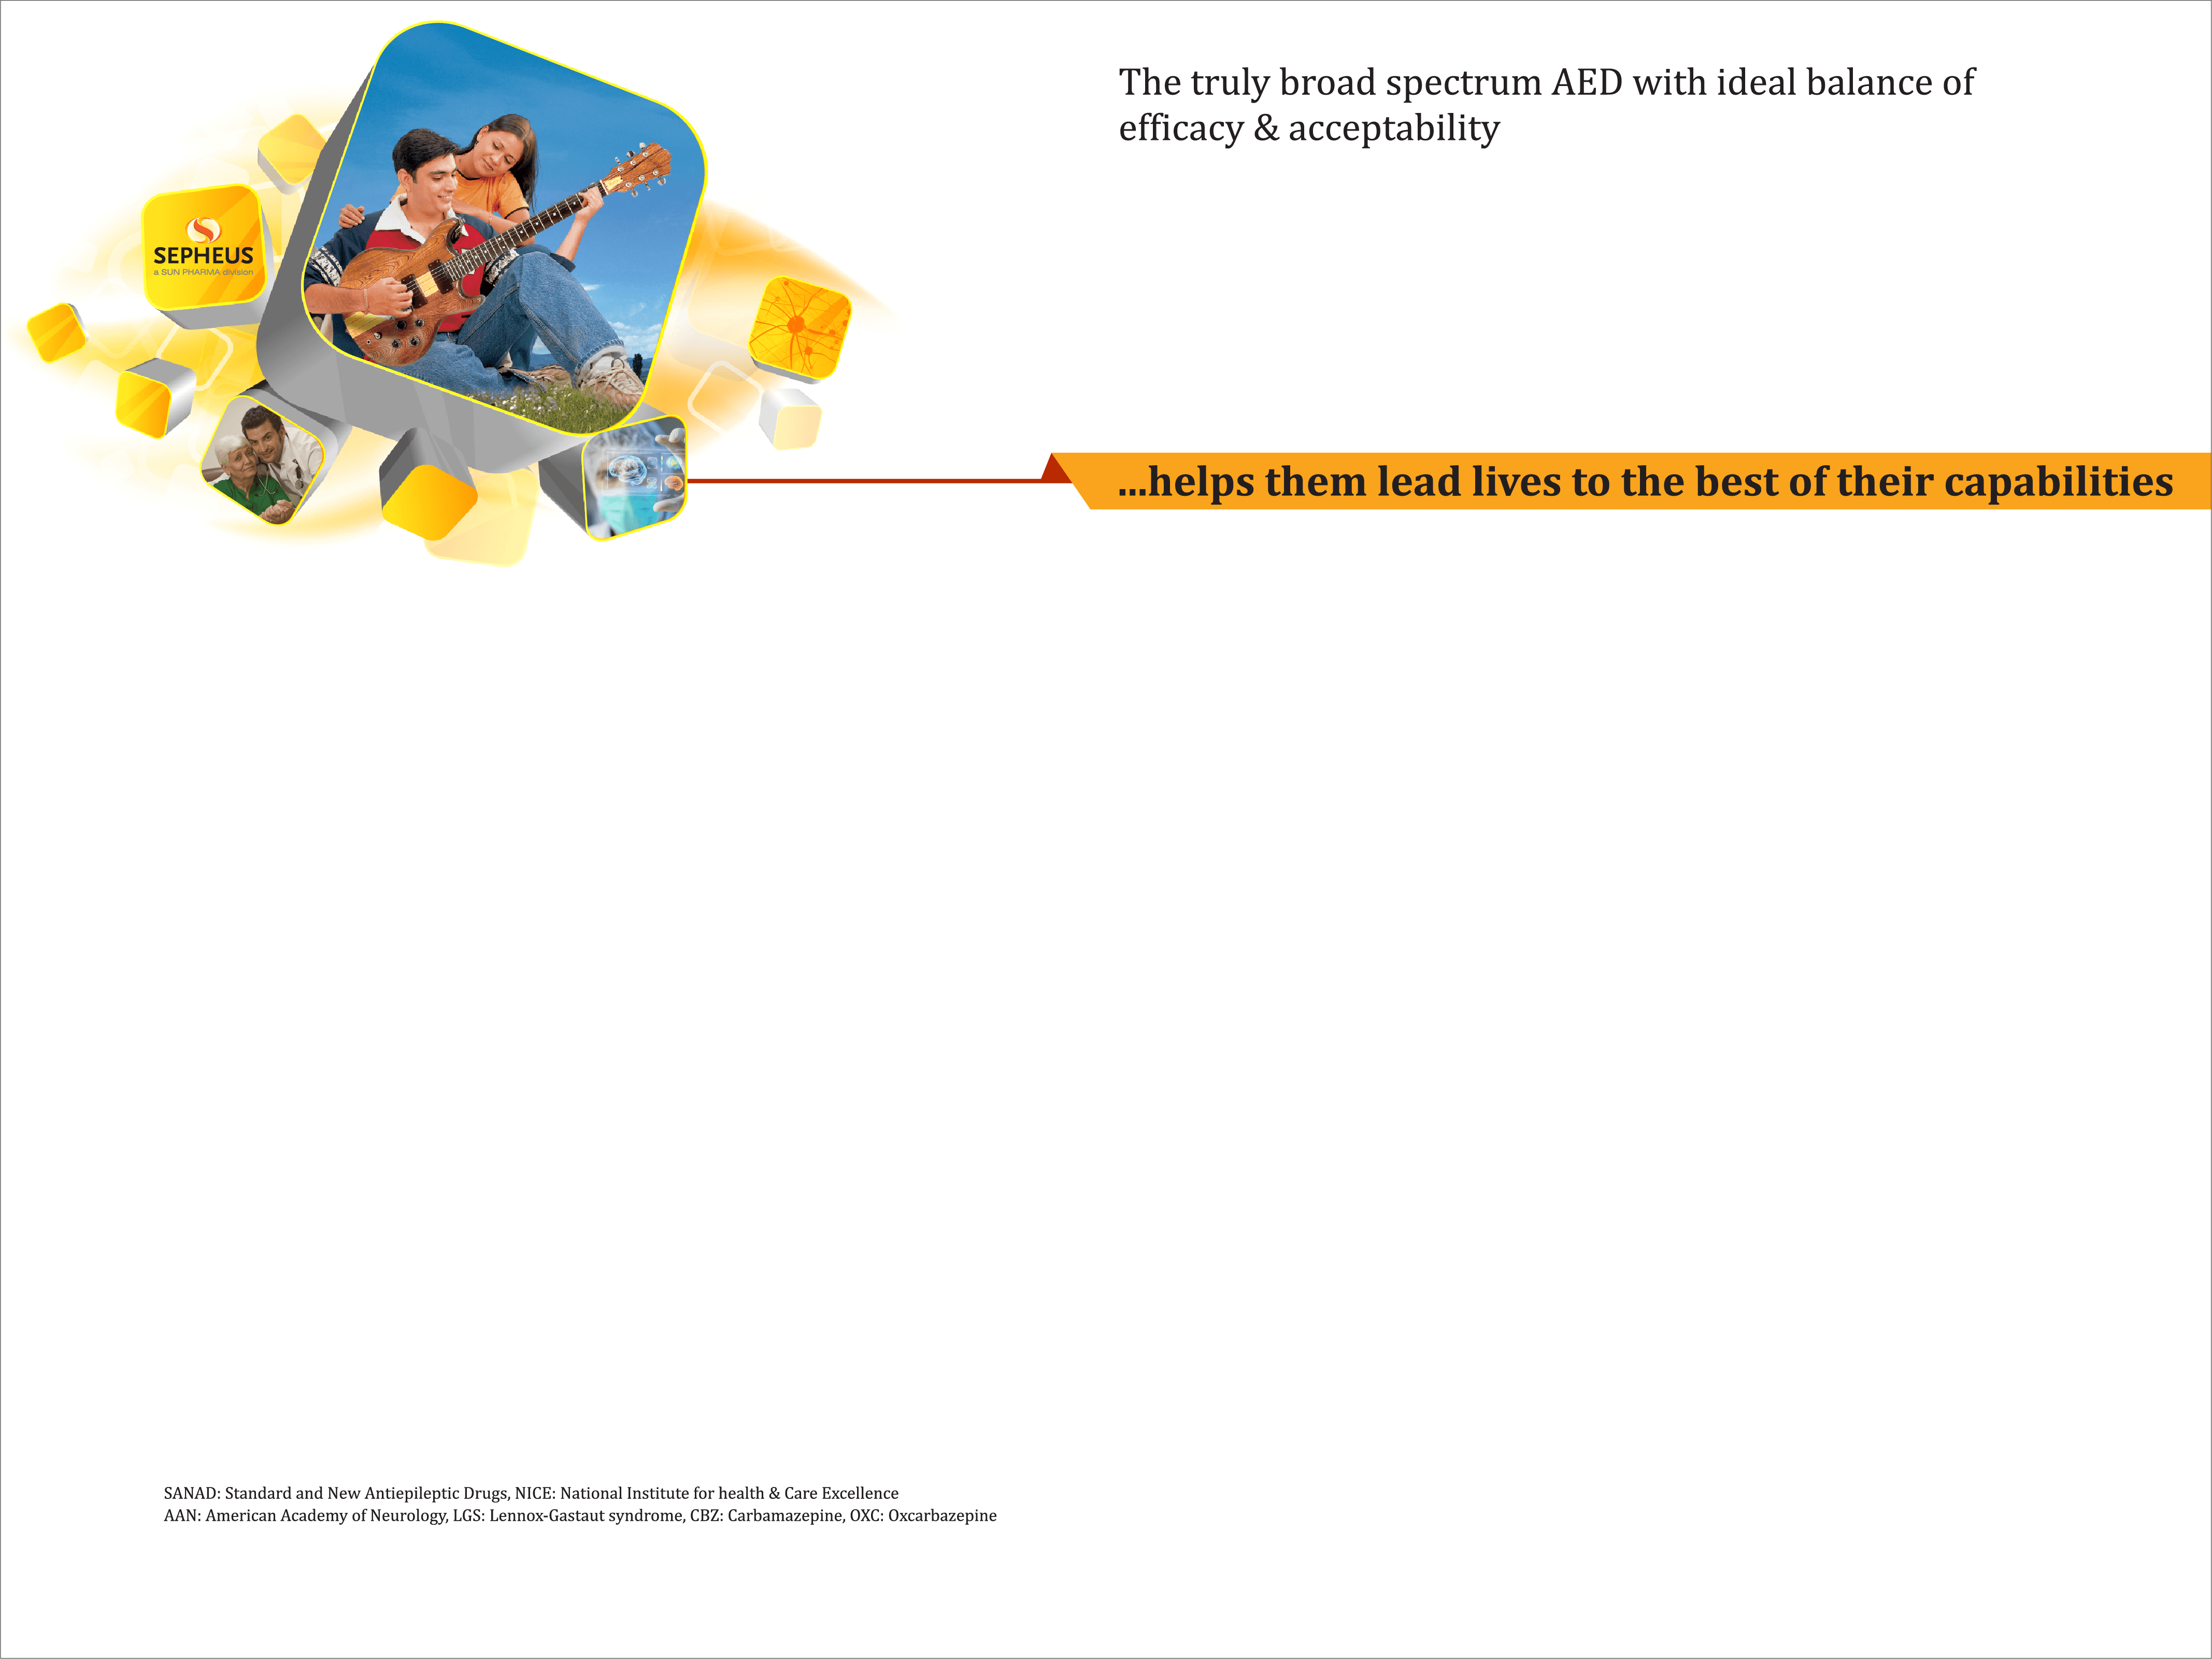 SEPHEUS
a SUN PHARMA division
The truly broad spectrum AED with ideal balance of
efficacy & acceptability
...helps them lead lives to the best of their capabilities
SANAD: Standard and New Antiepileptic Drugs, NICE: National Institute for health & Care Excellence
AAN: American Academy of Neurology, LGS: Lennox-Gastaut syndrome, CBZ: Carbamazepine, OXC: Oxcarbazepine